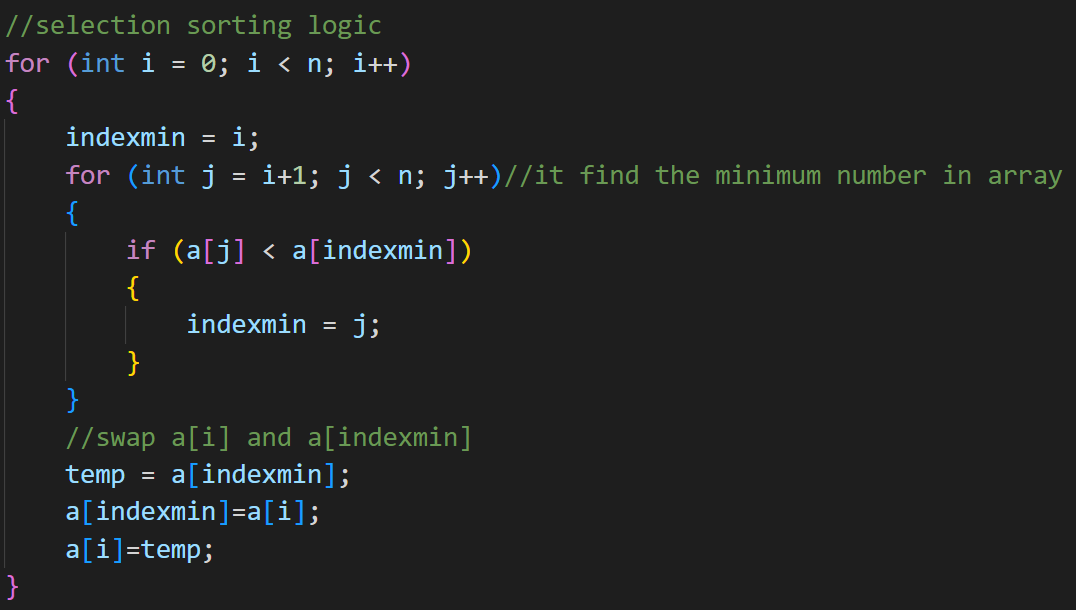 //selection sorting logic
for (int i = 0; i < n; i++)
{
    indexmin = i;
    for (int j = i+1; j < n; j++)//it find the minimum number in array
    {
        if (a[j] < a[indexmin])
        {
            indexmin = j;
        }
    }
    //swap a[i] and a[indexmin]
    temp = a[indexmin];
    a[indexmin]=a[i];
    a[i]=temp;
}